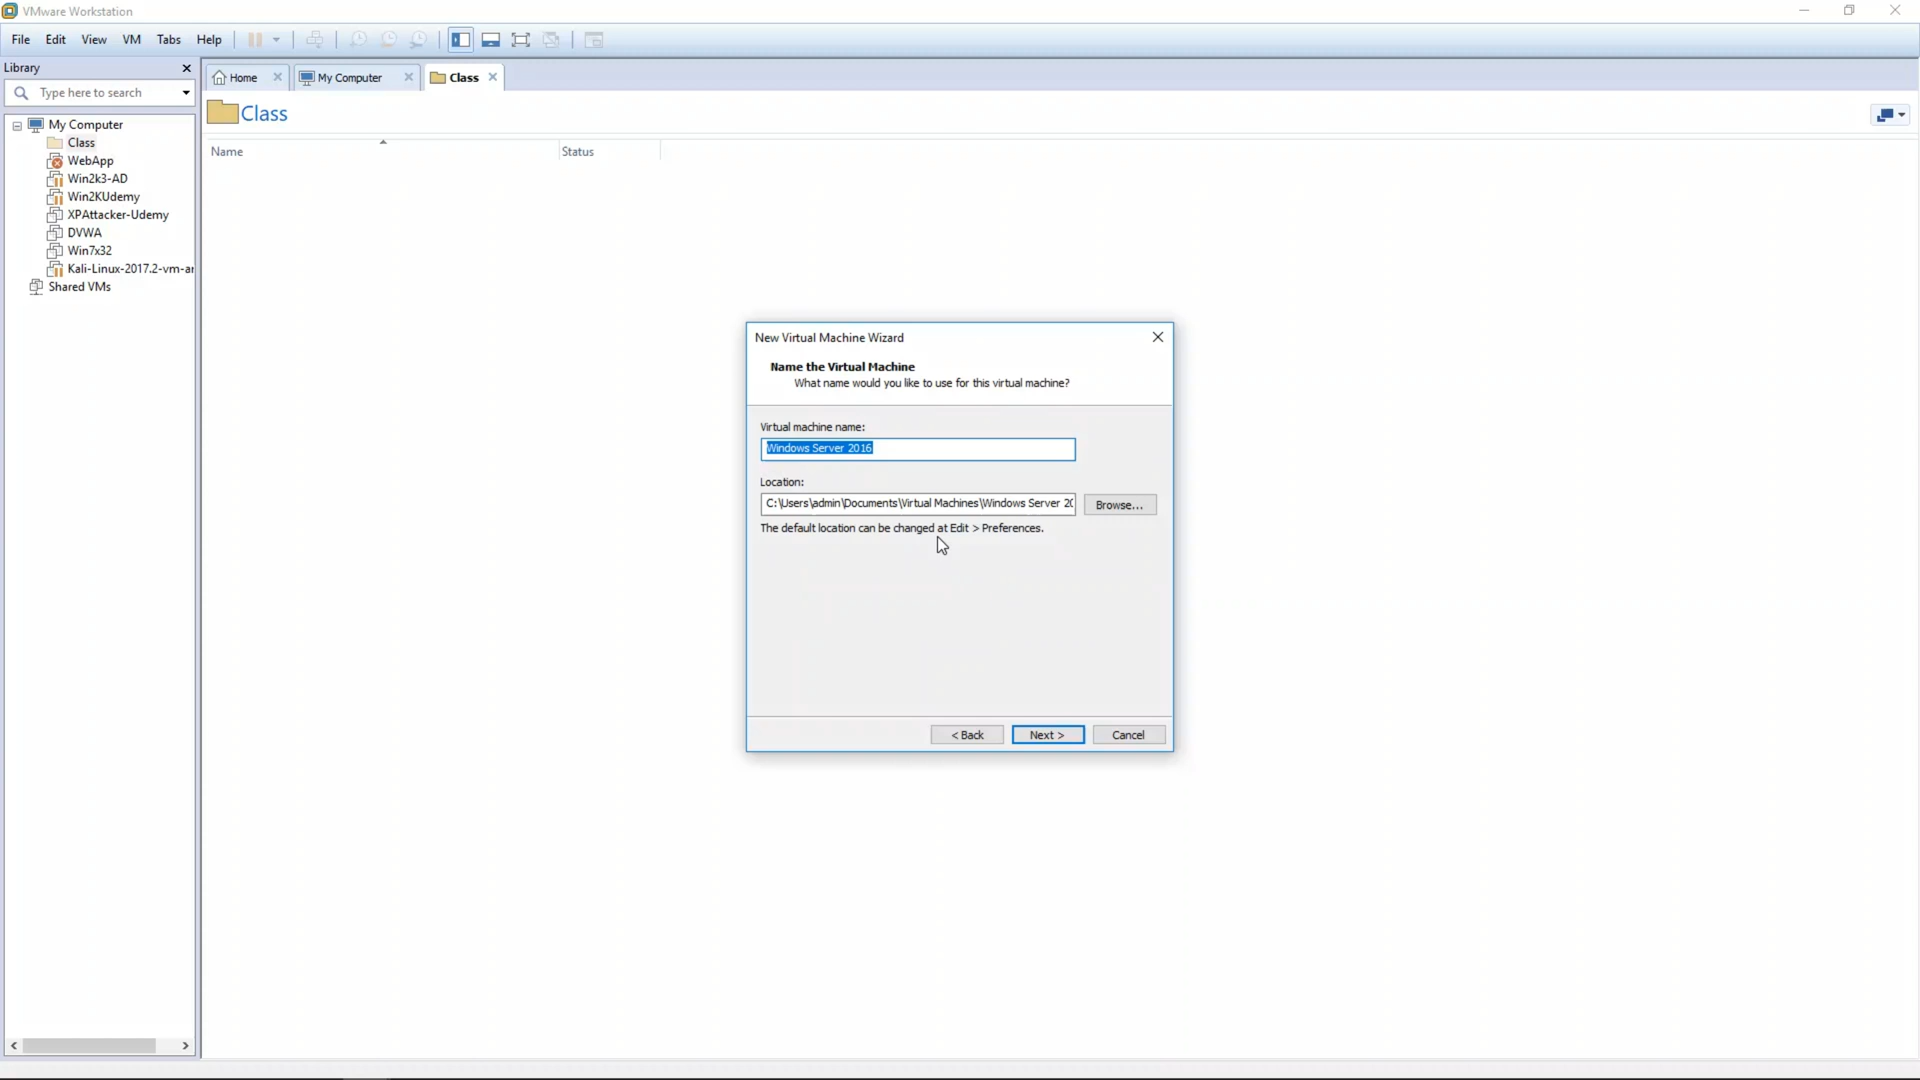 VMware Workstation
File Edit View VM Tabs Help
Library
Home My Computer Class
Type here to search
Class
My Computer
Class
WebApp
Win2k3-AD
Win2KUdemy
XPAttacker-Udemy
DVWA
Win7x32
Kali-Linux-2017.2-vm-ar
Shared VMs
Name Status
New Virtual Machine Wizard
Name the Virtual Machine
What name would you like to use for this virtual machine?
Virtual machine name:
Windows Server 2016
Location:
C:\Users\admin\Documents\Virtual Machines\Windows Server 20
Browse...
The default location can be changed at Edit > Preferences.
< Back Next > Cancel